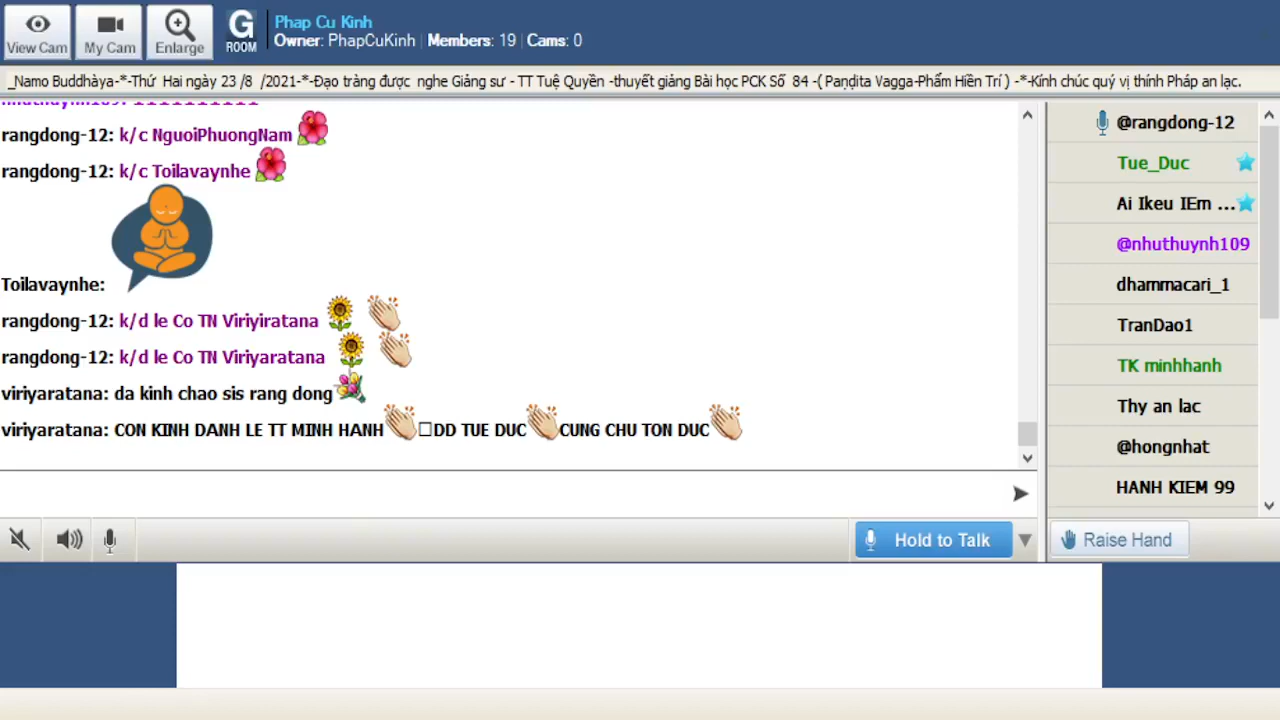 View Cam
My Cam
Enlarge
G
ROOM
Phap Cu Kinh
Owner: PhapCuKinh Members: 19 Cams: 0
_Namo Buddhàya-*-Thứ Hai ngày 23 /8 /2021-*-Đạo tràng được nghe Giảng sư - TT Tuệ Quyền -thuyết giảng Bài học PCK Số 84 -( Paṇḍita Vagga-Phẩm Hiền Trí ) -*-Kính chúc quý vị thính Pháp an lạc.
rangdong-12: k/c NguoiPhuongNam
rangdong-12: k/c Toilavaynhe
Toilavaynhe:
rangdong-12: k/d le Co TN Viriyiratana
rangdong-12: k/d le Co TN Viriyaratana
viriyaratana: da kinh chao sis rang dong
viriyaratana: CON KINH DANH LE TT MINH HANH DD TUE DUC CUNG CHU TON DUC
@rangdong-12
Tue_Duc
Ai Ikeu IEm ...
@nhuthuynh109
dhammacari_1
TranDao1
TK minhhanh
Thy an lac
@hongnhat
HANH KIEM 99
Hold to Talk
Raise Hand